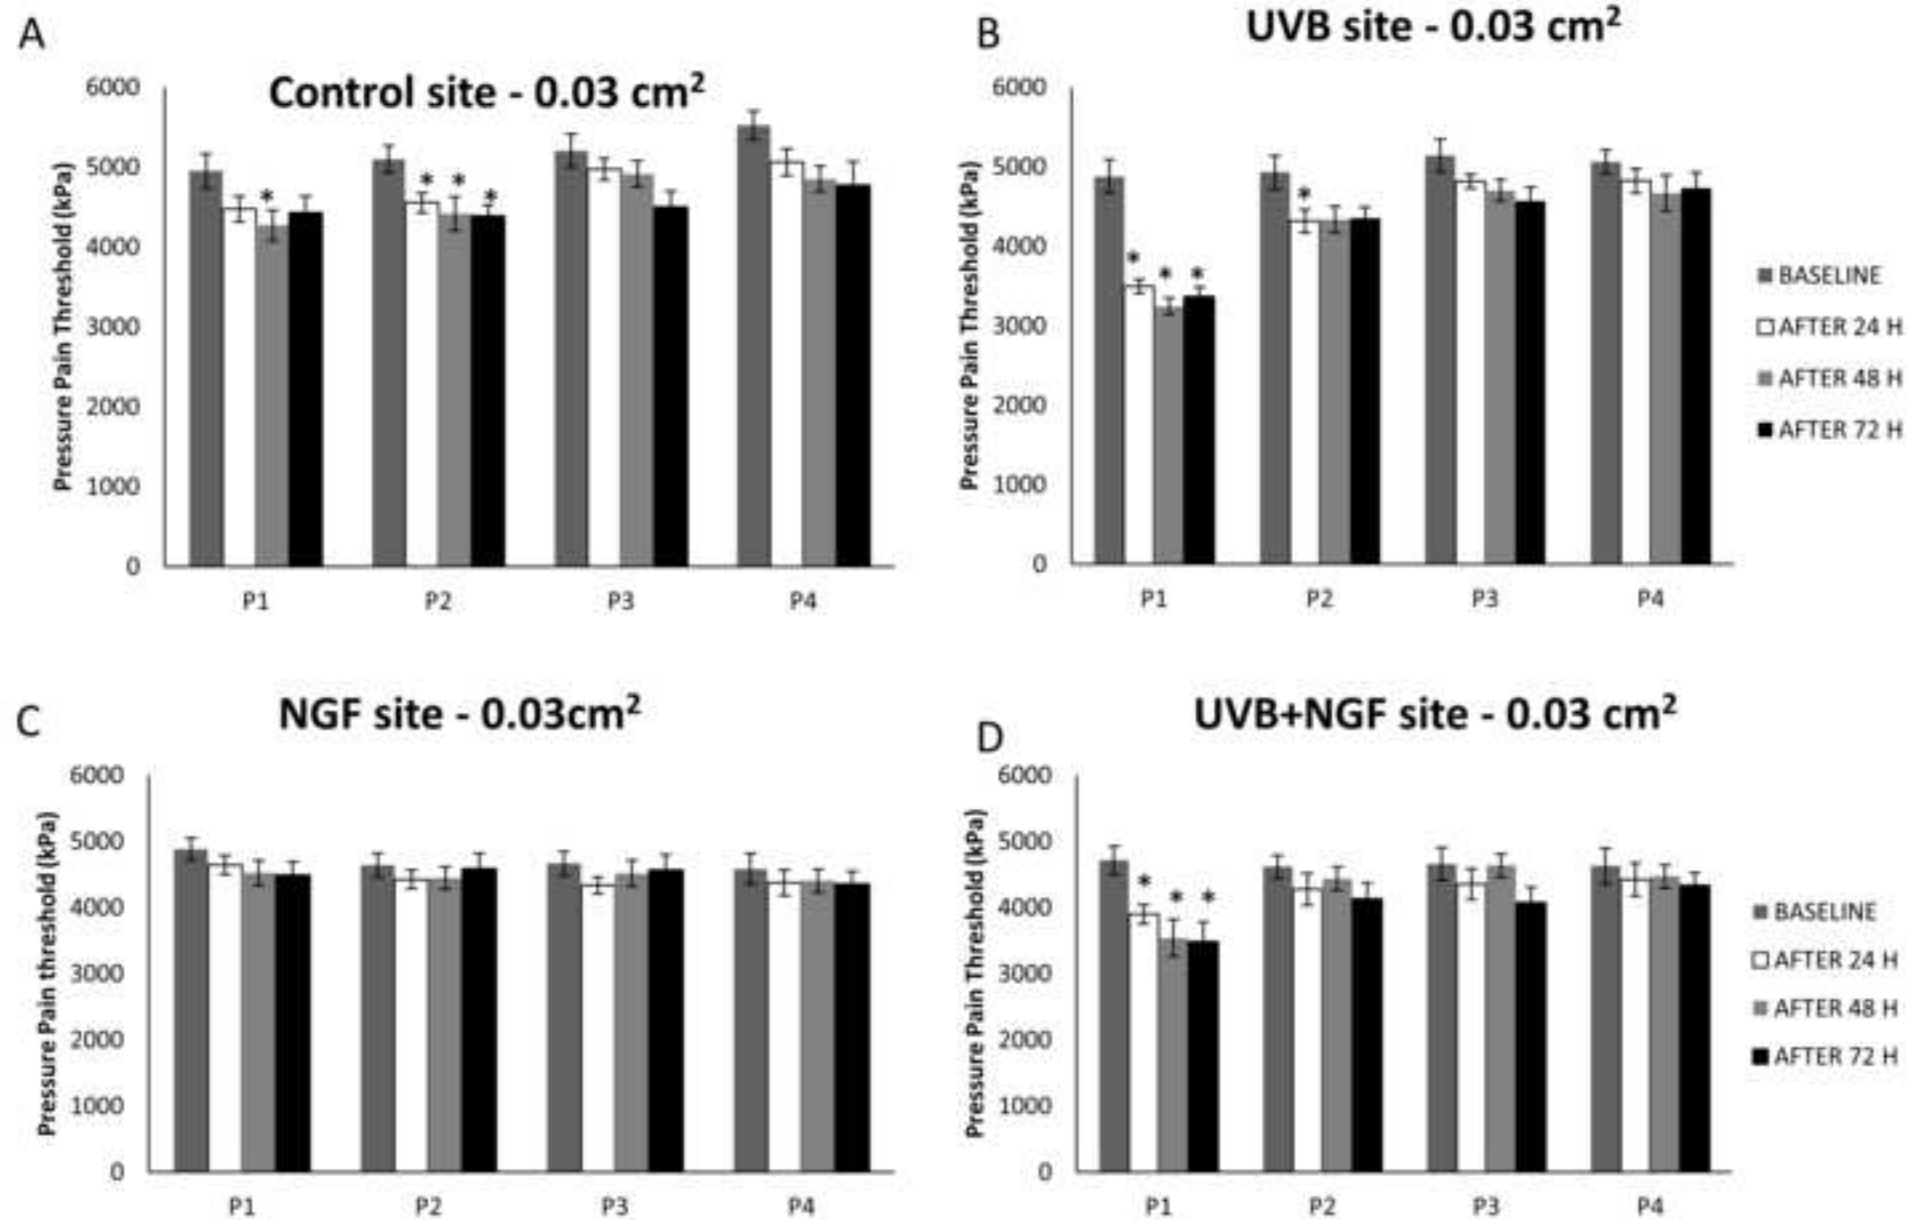 A
Control site - 0.03 cm²
Pressure Pain Threshold (kPa)
6000
5000
4000
3000
2000
1000
0
* * * *
P1 P2 P3 P4
B
UVB site - 0.03 cm²
Pressure Pain Threshold (kPa)
6000
5000
4000
3000
2000
1000
0
* * * *
P1 P2 P3 P4
BASELINE
AFTER 24 H
AFTER 48 H
AFTER 72 H
C
NGF site - 0.03cm²
Pressure Pain threshold (kPa)
6000
5000
4000
3000
2000
1000
0
P1 P2 P3 P4
D
UVB+NGF site - 0.03 cm²
Pressure Pain Threshold (kPa)
6000
5000
4000
3000
2000
1000
0
* * *
P1 P2 P3 P4
BASELINE
AFTER 24 H
AFTER 48 H
AFTER 72 H